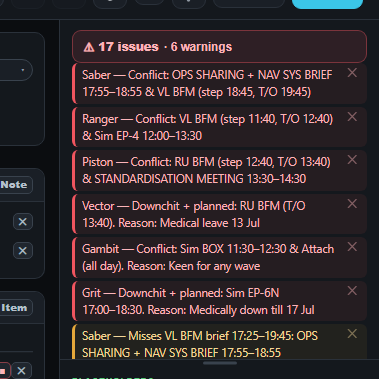 ⚠ 17 issues · 6 warnings
Saber — Conflict: OPS SHARING + NAV SYS BRIEF
17:55–18:55 & VL BFM (step 18:45, T/O 19:45)
Ranger — Conflict: VL BFM (step 11:40, T/O 12:40)
& Sim EP-4 12:00–13:30
Piston — Conflict: RU BFM (step 12:40, T/O 13:40)
& STANDARDISATION MEETING 13:30–14:30
Note
Vector — Downchit + planned: RU BFM (T/O
13:40). Reason: Medical leave 13 Jul
Gambit — Conflict: Sim BOX 11:30–12:30 & Attach
(all day). Reason: Keen for any wave
Item
Grit — Downchit + planned: Sim EP-6N
17:00–18:30. Reason: Medically down till 17 Jul
Saber — Misses VL BFM brief 17:25–19:45: OPS
SHARING + NAV SYS BRIEF 17:55–18:55